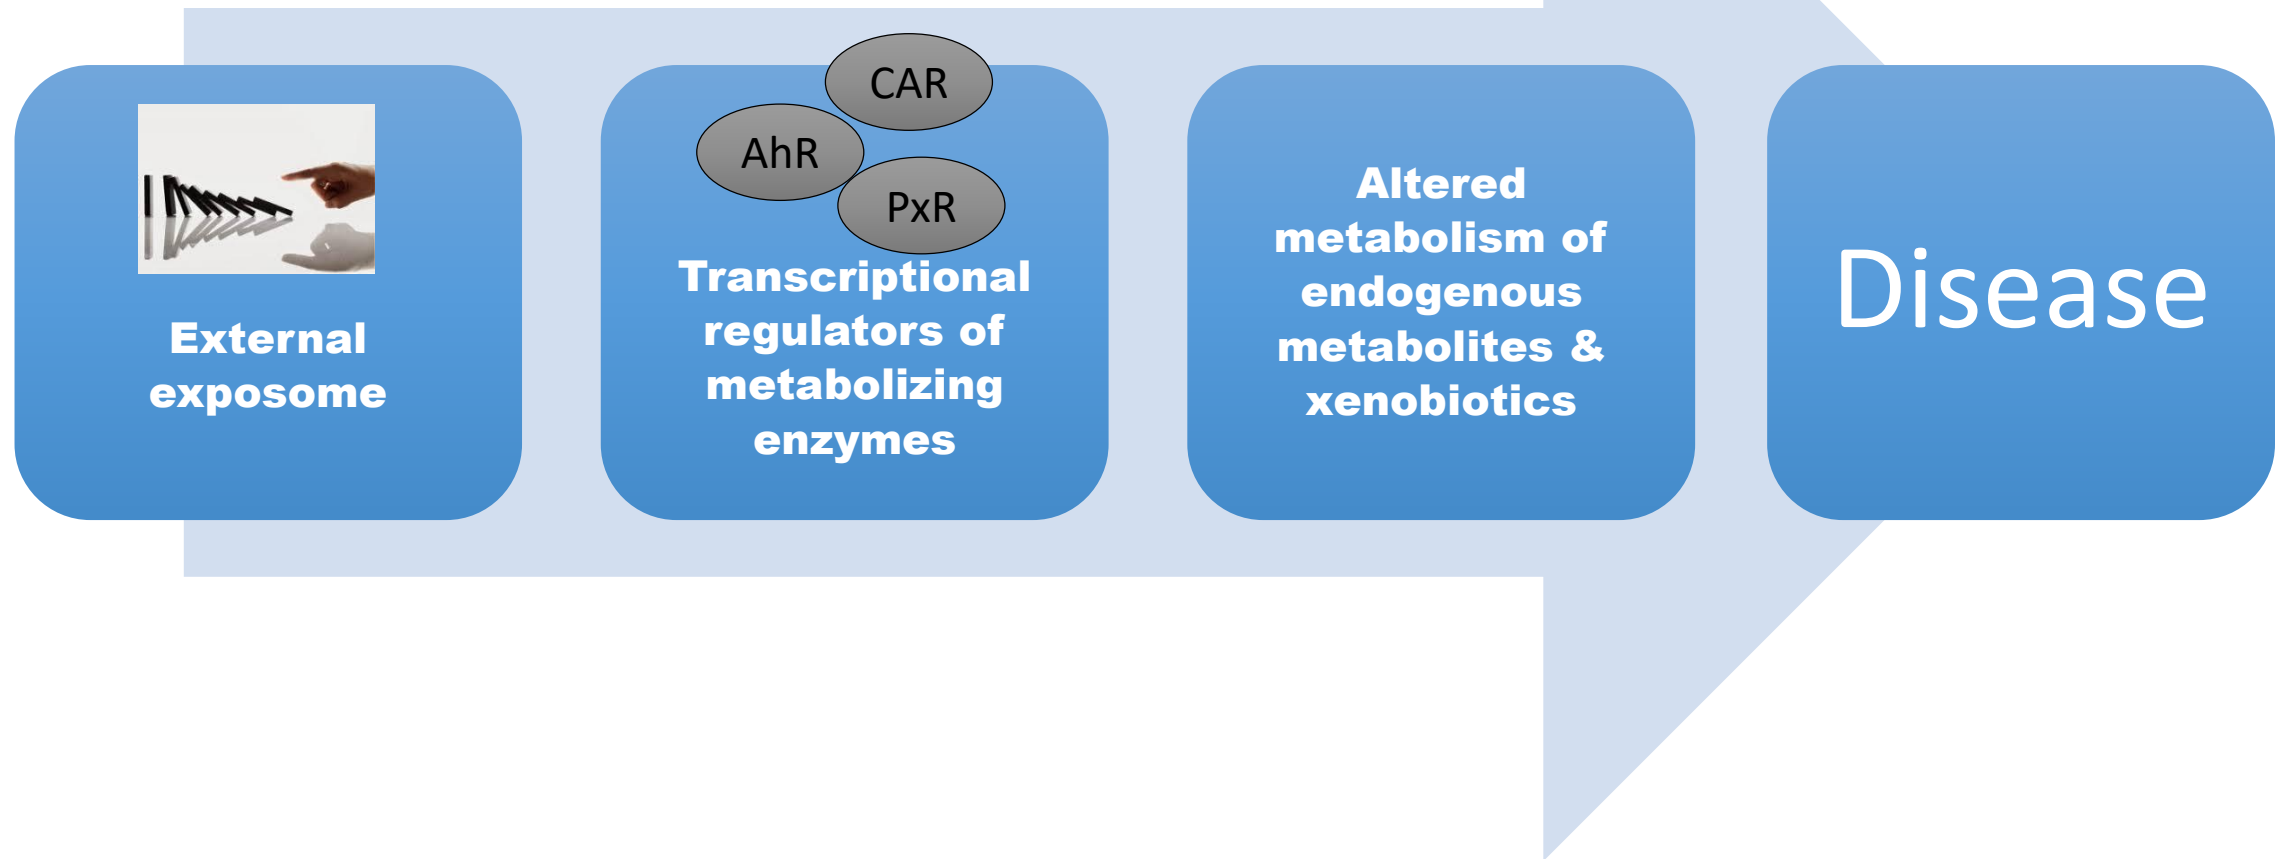 External
exposome
CAR
AhR
PxR
Transcriptional
regulators of
metabolizing
enzymes
Altered
metabolism of
endogenous
metabolites &
xenobiotics
Disease